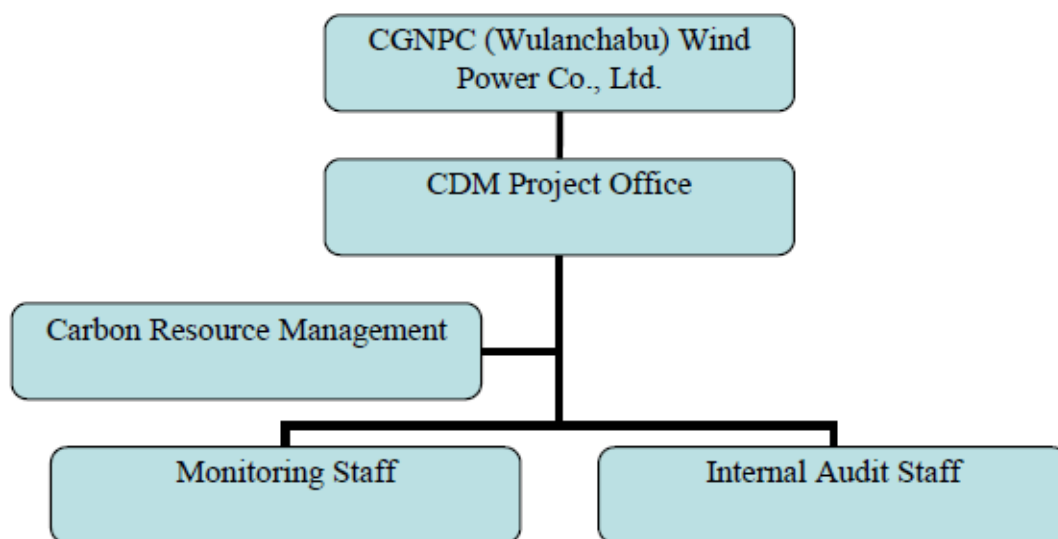 CGNPC (Wulanchabu) Wind
Power Co., Ltd.
CDM Project Office
Carbon Resource Management
Monitoring Staff
Internal Audit Staff